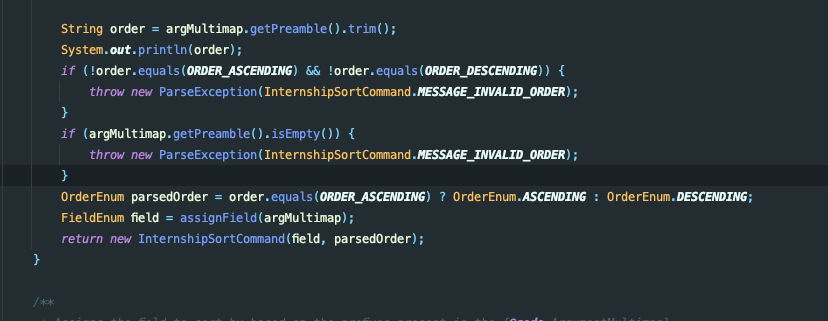 String order = argMultimap.getPreamble().trim();
System.out.println(order);
if (!order.equals(ORDER_ASCENDING) && !order.equals(ORDER_DESCENDING)) {
throw new ParseException(InternshipSortCommand.MESSAGE_INVALID_ORDER);
}
if (argMultimap.getPreamble().isEmpty()) {
throw new ParseException(InternshipSortCommand.MESSAGE_INVALID_ORDER);
}
OrderEnum parsedOrder = order.equals(ORDER_ASCENDING) ? OrderEnum.ASCENDING : OrderEnum.DESCENDING;
FieldEnum field = assignField(argMultimap);
return new InternshipSortCommand(field, parsedOrder);
}
/**